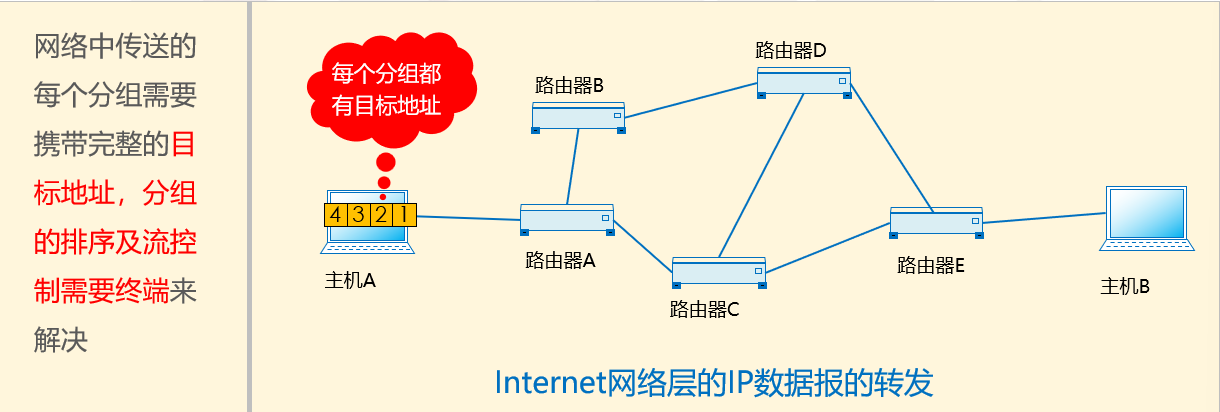 网络中传送的
每个分组需要
携带完整的目
标地址，分组
的排序及流控
制需要终端来
解决
每个分组都
有目标地址
4 3 2 1
主机A
路由器B
路由器D
路由器A
路由器C
路由器E
主机B
Internet网络层的IP数据报的转发